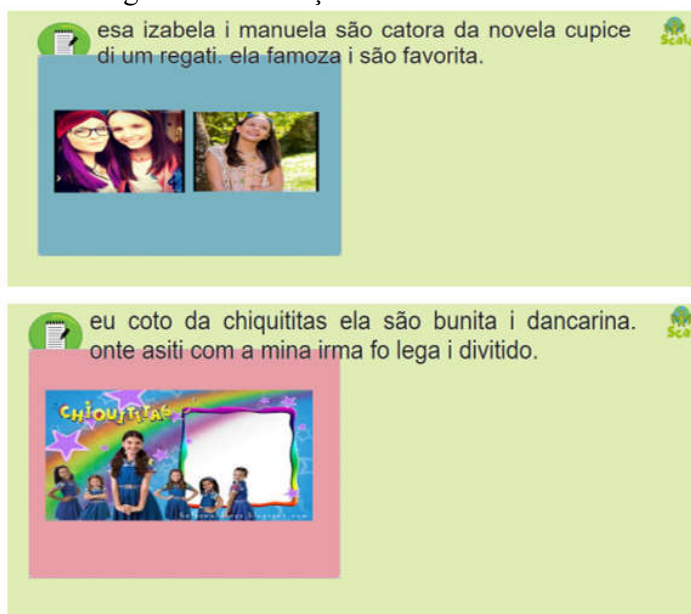 esa izabela i manuela são catora da novela cupice
di um regati. ela famoza i são favorita.
eu coto da chiquititas ela são bunita i dancarina.
onte asiti com a mina irma fo lega i divitido.
CHIQUITITAS